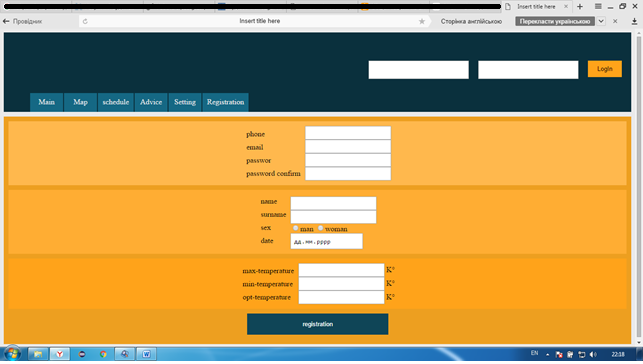 Insert title here
Провідник
Insert title here
Сторінка англійською
Перекласти українською
Login
Main Map schedule Advice Setting Registration
phone
email
passwor
password confirm
name
surname
sex man woman
date дд.мм.рррр
max-temperature K°
min-temperature K°
opt-temperature K°
registration
EN 22:18